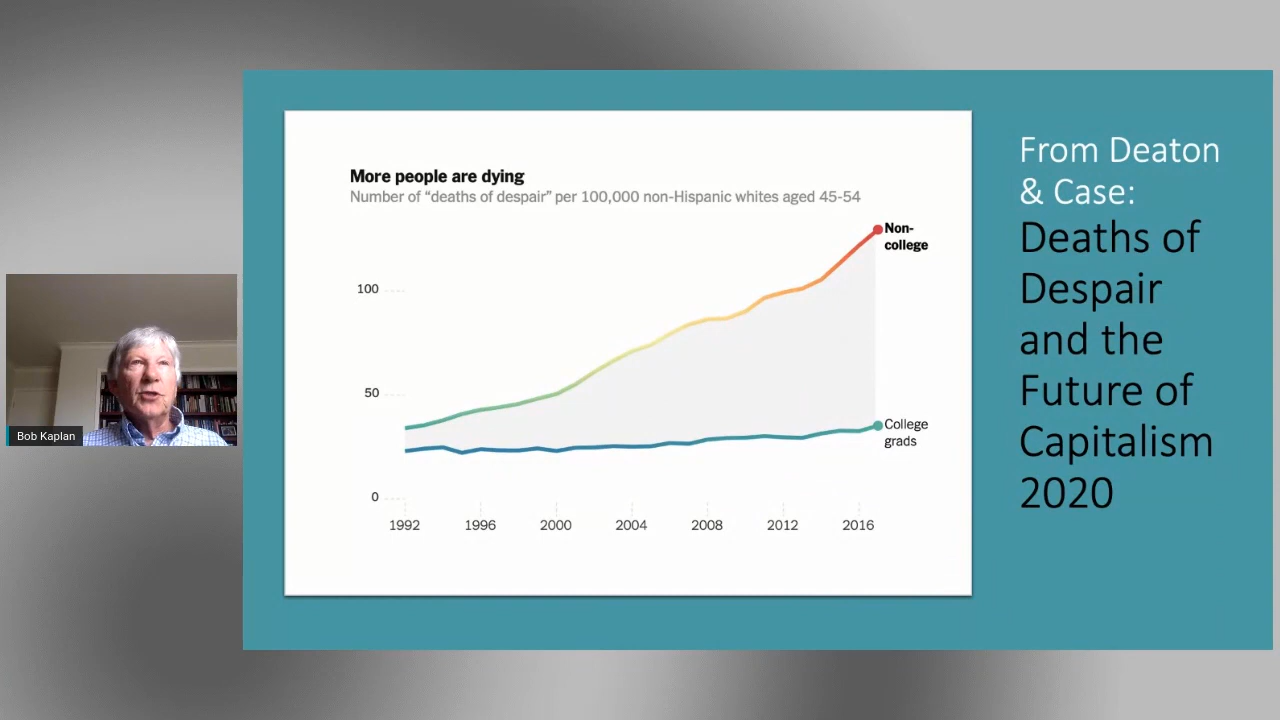 Bob Kaplan
More people are dying
Number of “deaths of despair” per 100,000 non-Hispanic whites aged 45-54
Non-
college
100
50
College
grads
0
1992 1996 2000 2004 2008 2012 2016
From Deaton
& Case:
Deaths of
Despair
and the
Future of
Capitalism
2020